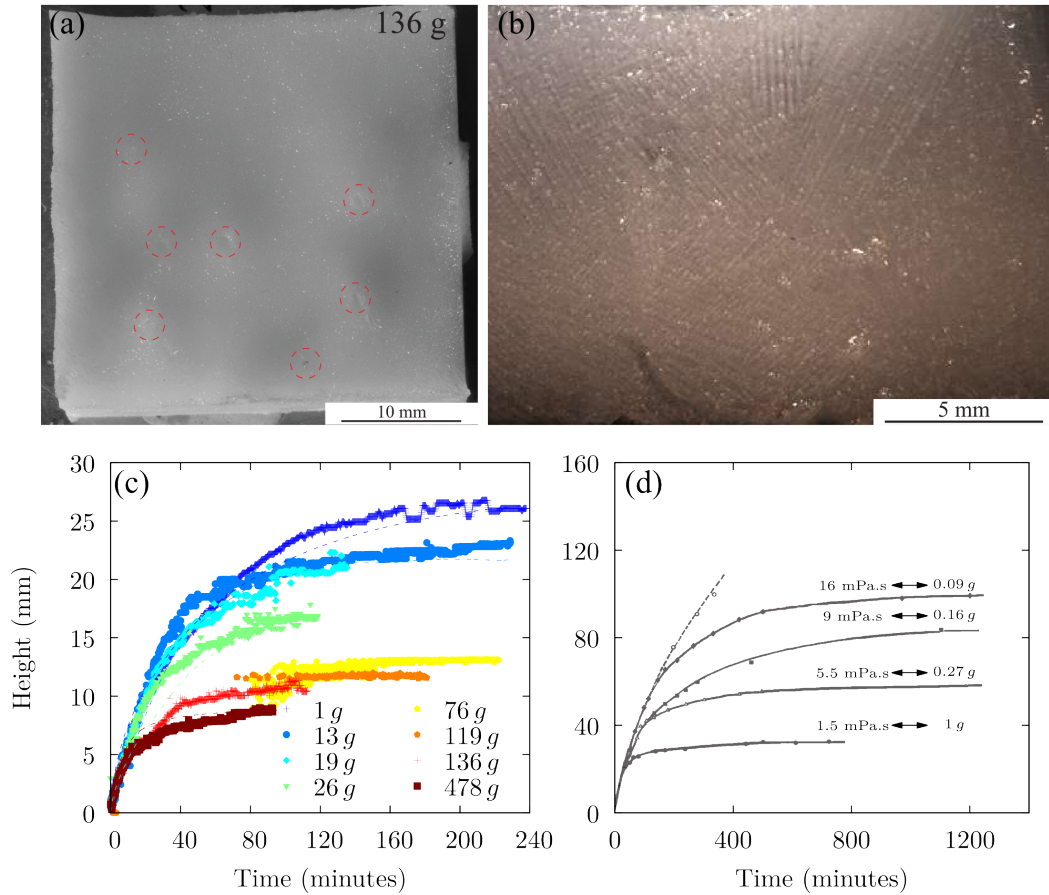 (a)
136 g
10 mm
(b)
5 mm
(c)
30
25
20
15
10
5
0
Height (mm)
0 40 80 120 160 200 240
Time (minutes)
1 g
13 g
19 g
26 g
76 g
119 g
136 g
478 g
(d)
160
120
80
40
0
0 400 800 1200
Time (minutes)
16 mPa.s 0.09 g
9 mPa.s 0.16 g
5.5 mPa.s 0.27 g
1.5 mPa.s 1 g